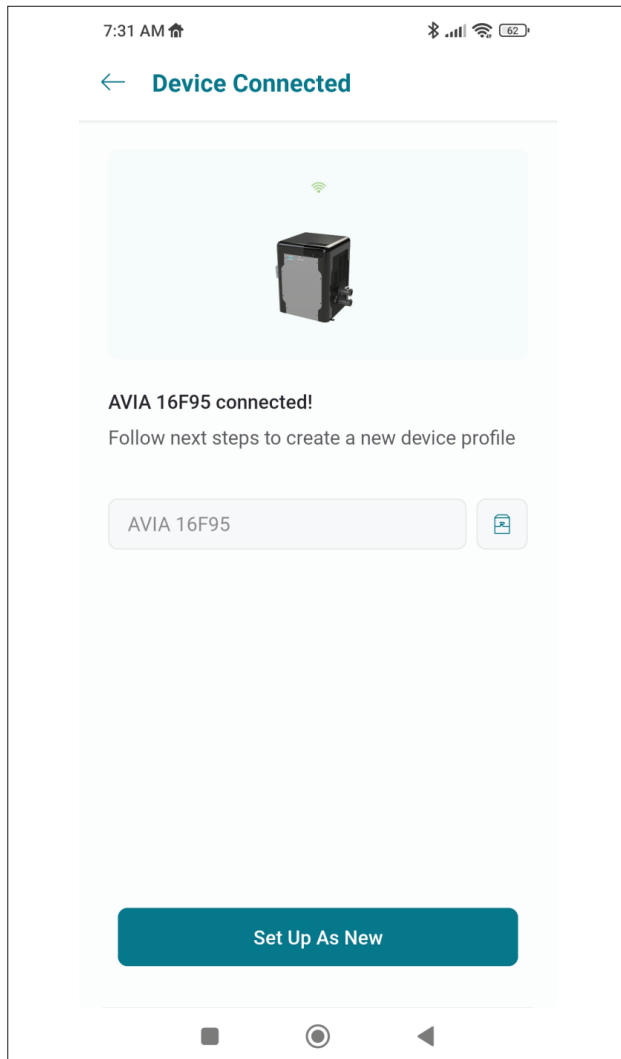 7:31 AM
62
Device Connected
AVIA 16F95 connected!
Follow next steps to create a new device profile
AVIA 16F95
Set Up As New